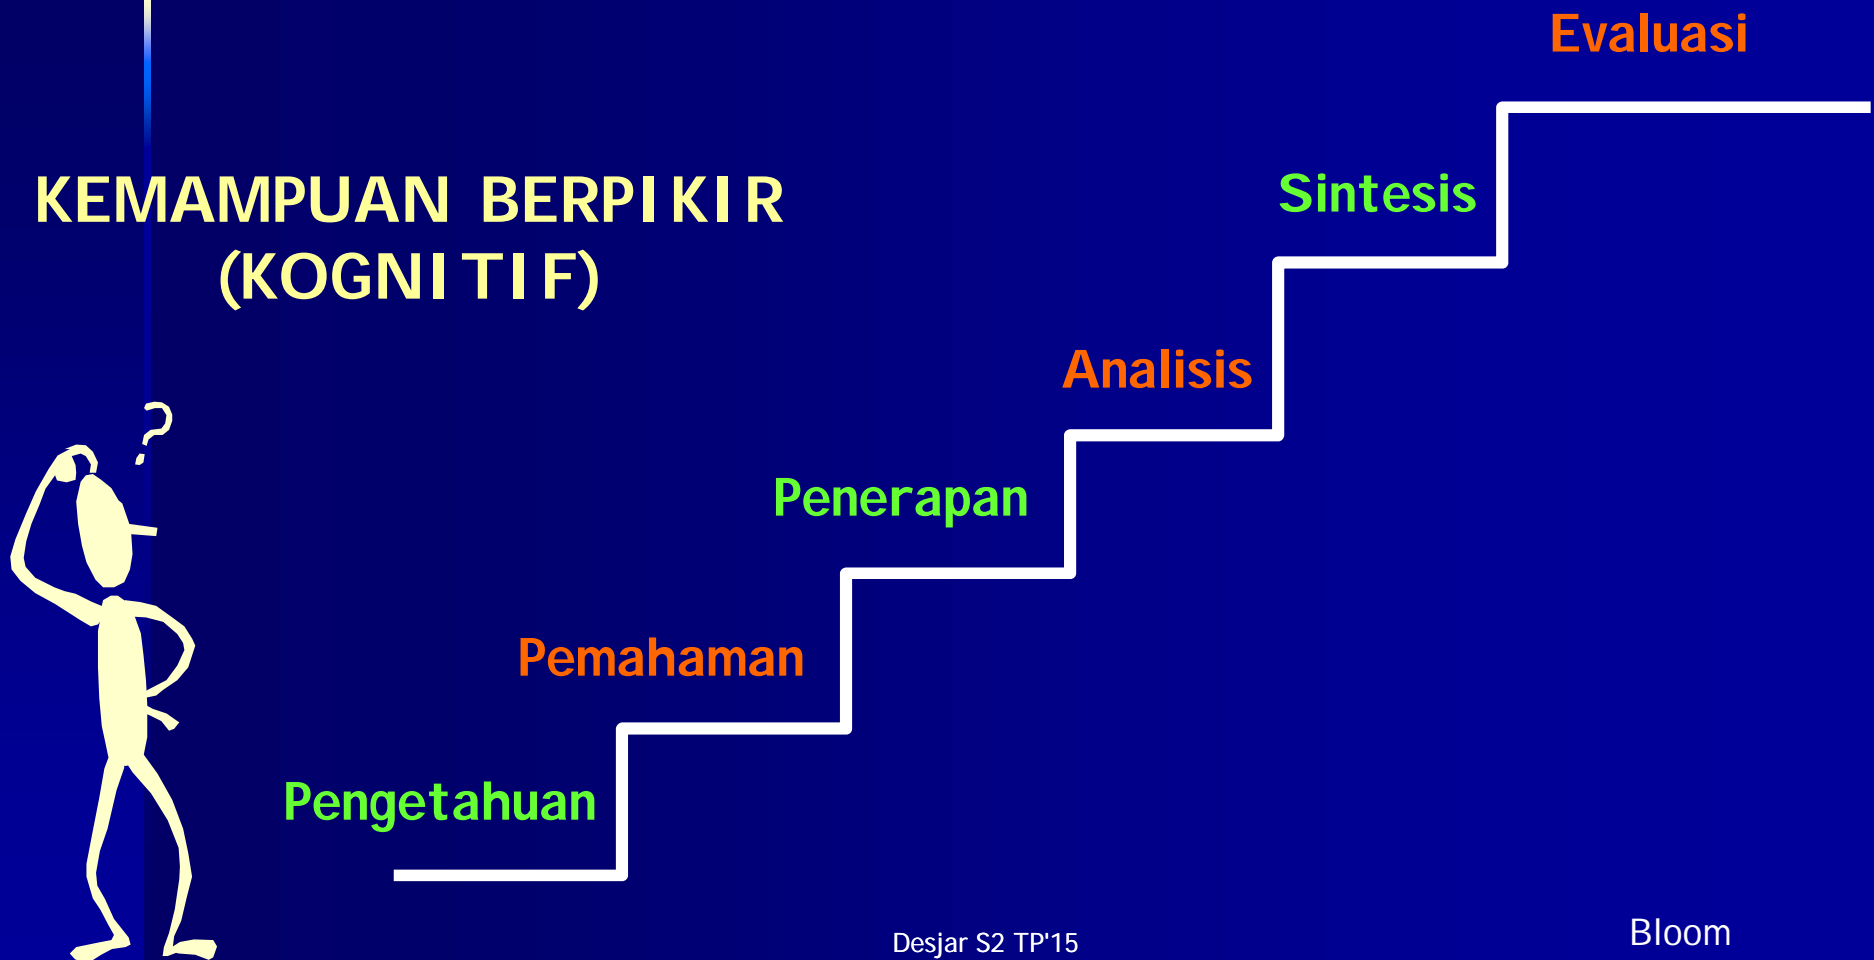 KEMAMPUAN BERPIKIR
(KOGNITIF)
Evaluasi
Sintesis
Analisis
Penerapan
Pemahaman
Pengetahuan
?
Desjar S2 TP'15
Bloom